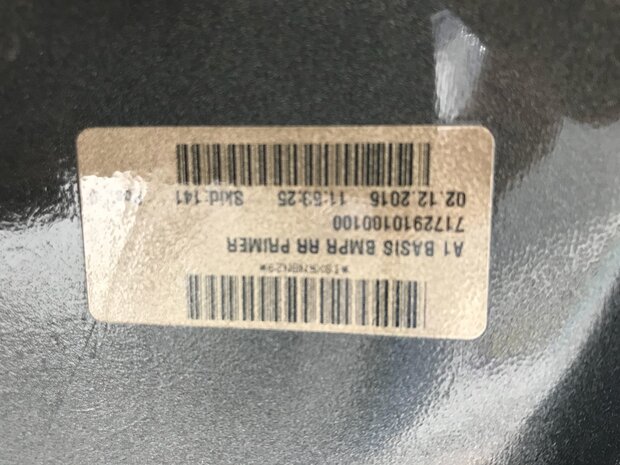 A1 BASIS BMPR RR PRIMER
7172910100100
02.12.2016 11:53:25 Skid:141